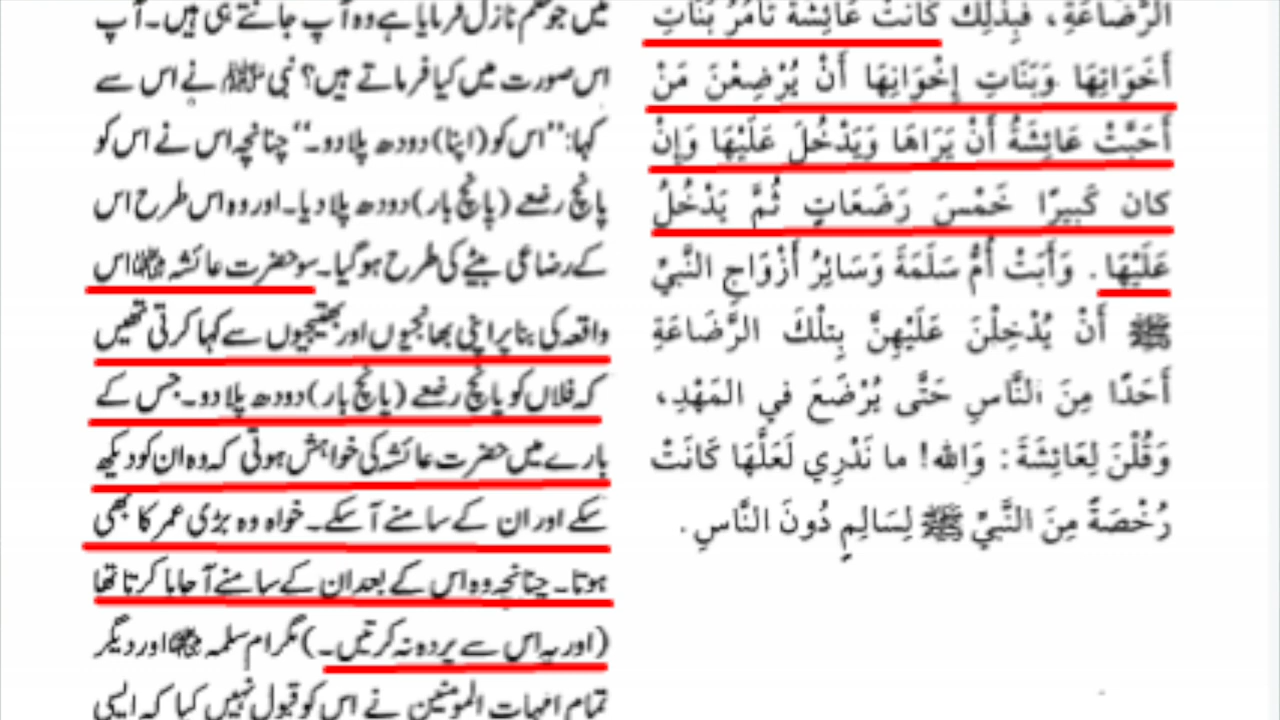 الرَّضَاعَةِ، فَبِذٰلِكَ كَانَتْ عَائِشَةُ تَأْمُرُ بَنَاتِ
أَخَوَاتِهَا وَبَنَاتِ إِخْوَانِهَا أَنْ يُرْضِعْنَ مَنْ
أَحَبَّتْ عَائِشَةُ أَنْ يَرَاهَا وَيَدْخُلَ عَلَيْهَا وَإِنْ
كان كَبِيرًا خَمْسَ رَضَعَاتٍ ثُمَّ يَدْخُلُ
عَلَيْهَا. وَأَبَتْ أُمُّ سَلَمَةَ وَسَائِرُ أَزْوَاجِ النَّبيِّ
ﷺ أَنْ يُدْخِلْنَ عَلَيْهِنَّ بِتلْكَ الرَّضَاعَةِ
أَحَدًا مِنَ النَّاسِ حَتَّى يُرْضَعَ في المَهْدِ،
وَقُلْنَ لِعَائِشَةَ: وَالله! ما نَدْرِي لَعَلَّهَا كَانَتْ
رُخْصَةً مِنَ النَّبيِّ ﷺ لِسَالِمٍ دُونَ النَّاسِ.
میں جو حکم نازل فرمایا ہے وہ آپ جانتے ہی ہیں۔ آپ
اس صورت میں کیا فرماتے ہیں؟ نبی ﷺ نے اس سے
کہا: ’’اس کو (اپنا) دودھ پلا دو۔‘‘ چنانچہ اس نے اس کو
پانچ رضعے (پانچ بار) دودھ پلا دیا۔ اور وہ اس طرح اس
کے رضاعی بیٹے کی طرح ہو گیا۔ سو حضرت عائشہ ؓ اس
واقعہ کی بنا پر اپنی بھانجیوں اور بھتیجیوں سے کہا کرتی تھیں
کہ فلاں کو پانچ رضعے (پانچ بار) دودھ پلا دو۔ جس کے
بارے میں حضرت عائشہ کی خواہش ہوتی کہ وہ ان کو دیکھ
سکے اور ان کے سامنے آ سکے۔ خواہ وہ بڑی عمر کا بھی
ہوتا۔ چنانچہ وہ اس کے بعد ان کے سامنے آ جایا کرتا تھا
(اور یہ اس سے پردہ نہ کرتیں۔) مگر ام سلمہ ؓ اور دیگر
تمام امہات المومنین نے اس کو قبول نہیں کیا کہ ایسی